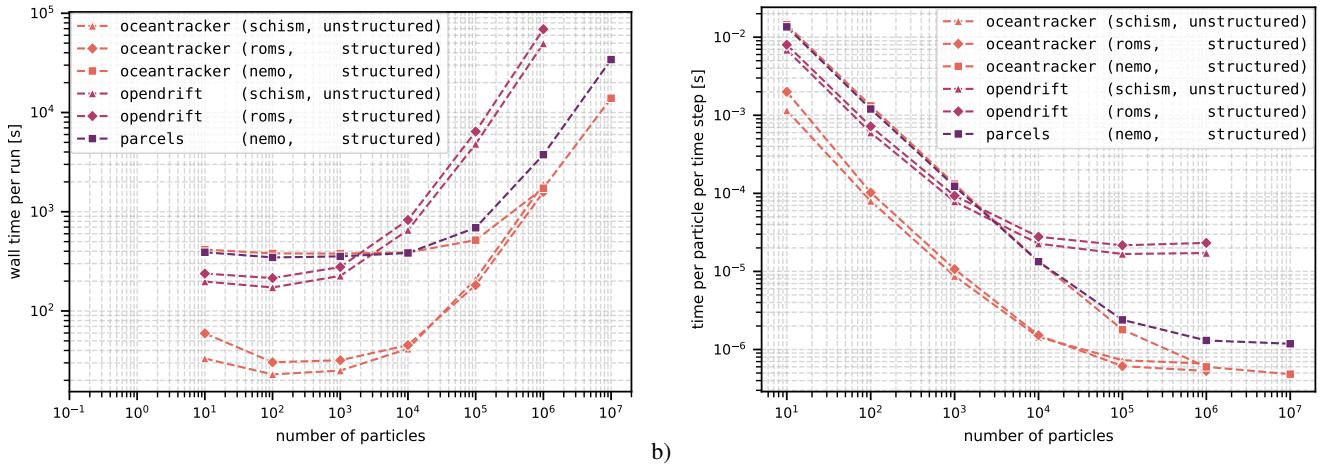 oceantracker (schism, unstructured)
oceantracker (roms, structured)
oceantracker (nemo, structured)
opendrift (schism, unstructured)
opendrift (roms, structured)
parcels (nemo, structured)
10⁵
10⁴
10³
10²
wall time per run [s]
10⁻¹ 10⁰ 10¹ 10² 10³ 10⁴ 10⁵ 10⁶ 10⁷
number of particles
b)
oceantracker (schism, unstructured)
oceantracker (roms, structured)
oceantracker (nemo, structured)
opendrift (schism, unstructured)
opendrift (roms, structured)
parcels (nemo, structured)
10⁻²
10⁻³
10⁻⁴
10⁻⁵
10⁻⁶
time per particle per time step [s]
10¹ 10² 10³ 10⁴ 10⁵ 10⁶ 10⁷
number of particles